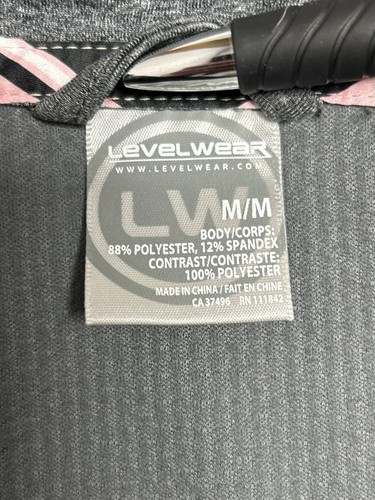 LEVELWEAR
WWW.LEVELWEAR.COM
LW
M/M
BODY/CORPS:
88% POLYESTER, 12% SPANDEX
CONTRAST/CONTRASTE:
100% POLYESTER
MADE IN CHINA / FAIT EN CHINE
CA 37496 RN 111842